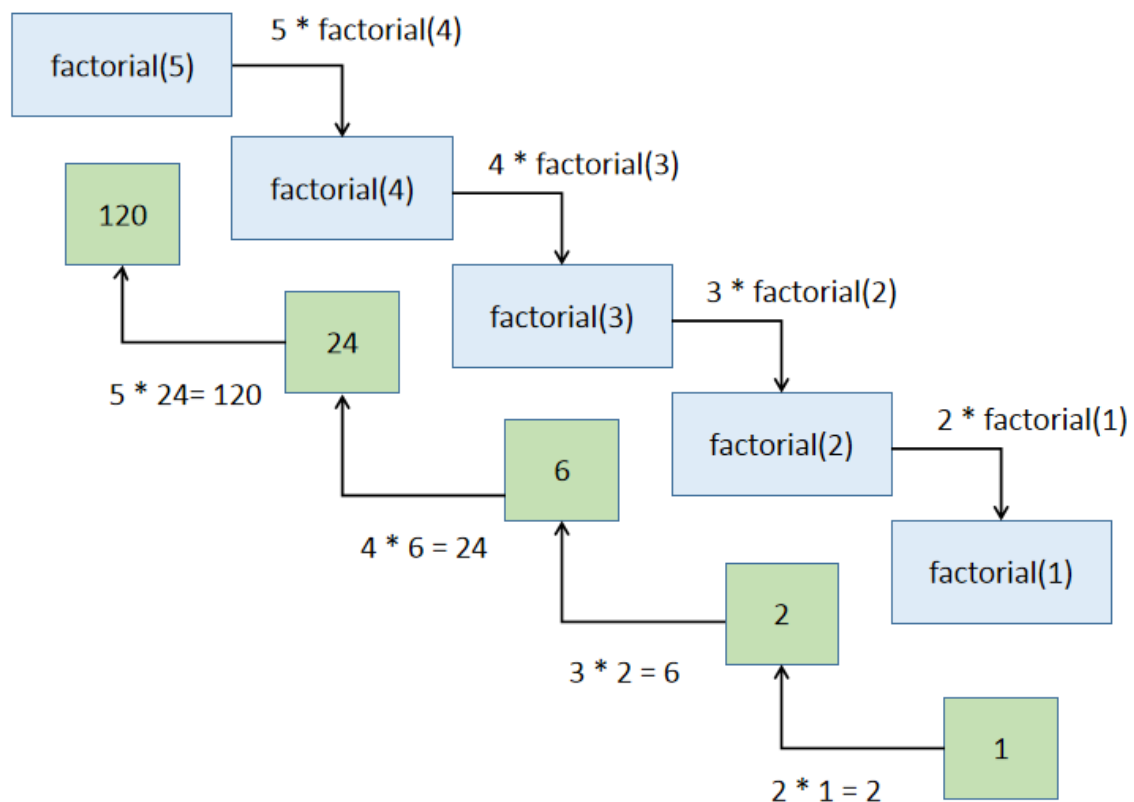 5 * factorial(4)
factorial(5)
4 * factorial(3)
factorial(4)
120
3 * factorial(2)
factorial(3)
24
5 * 24= 120
2 * factorial(1)
factorial(2)
6
4 * 6 = 24
factorial(1)
2
3 * 2 = 6
1
2 * 1 = 2